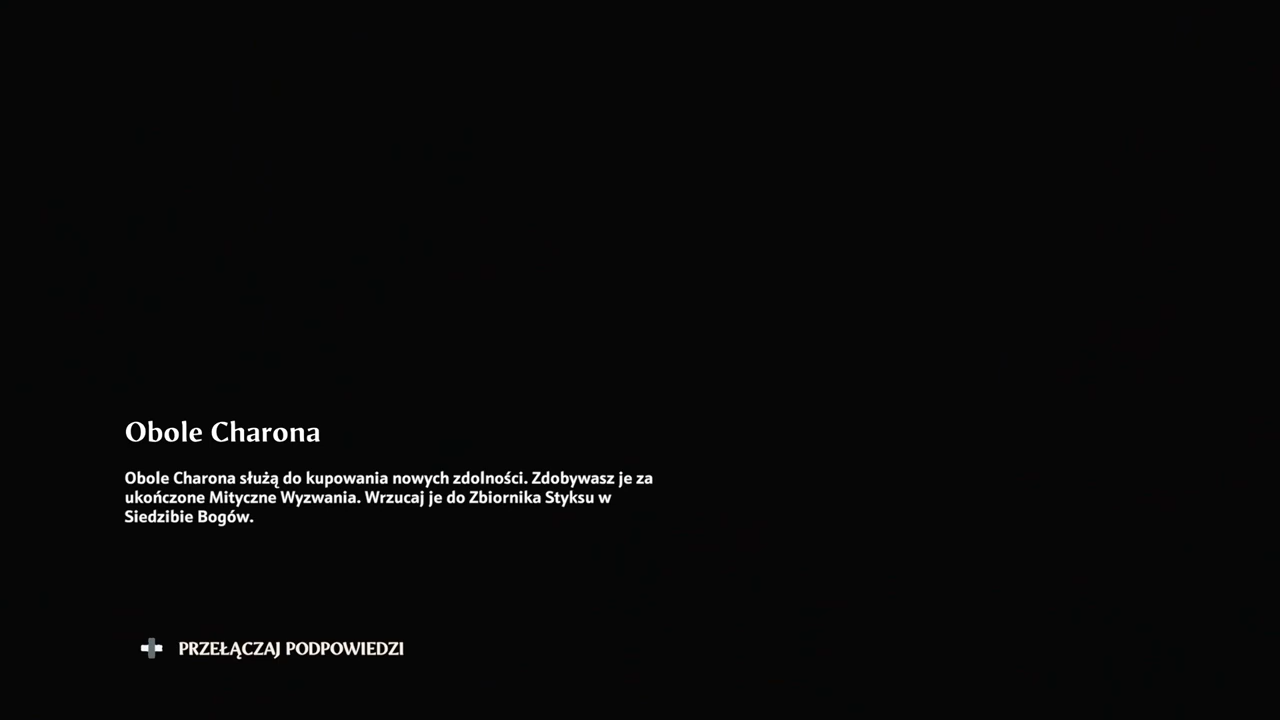 Obole Charona
Obole Charona służą do kupowania nowych zdolności. Zdobywasz je za
ukończone Mityczne Wyzwania. Wrzucaj je do Zbiornika Styksu w
Siedzibie Bogów.
PRZEŁĄCZAJ PODPOWIEDZI